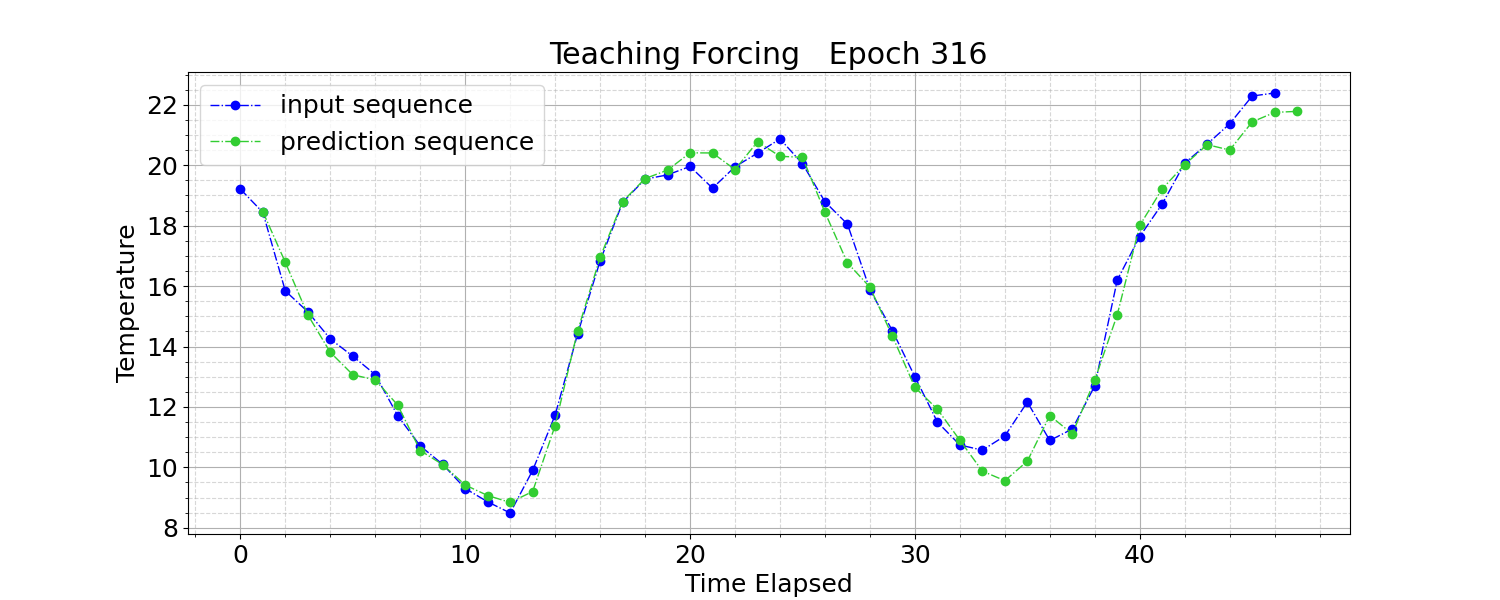 Teaching Forcing   Epoch 316
input sequence
prediction sequence
Temperature
22
20
18
16
14
12
10
8
0 10 20 30 40
Time Elapsed